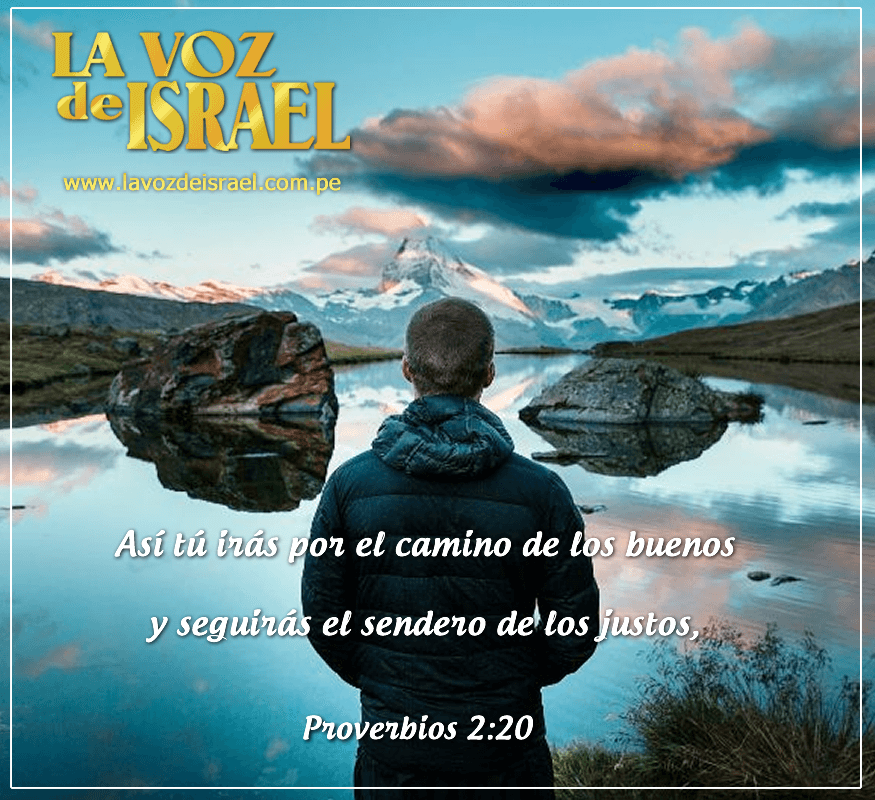 LA VOZ
de ISRAEL
www.lavozdeisrael.com.pe
Así tú irás por el camino de los buenos
y seguirás el sendero de los justos,
Proverbios 2:20